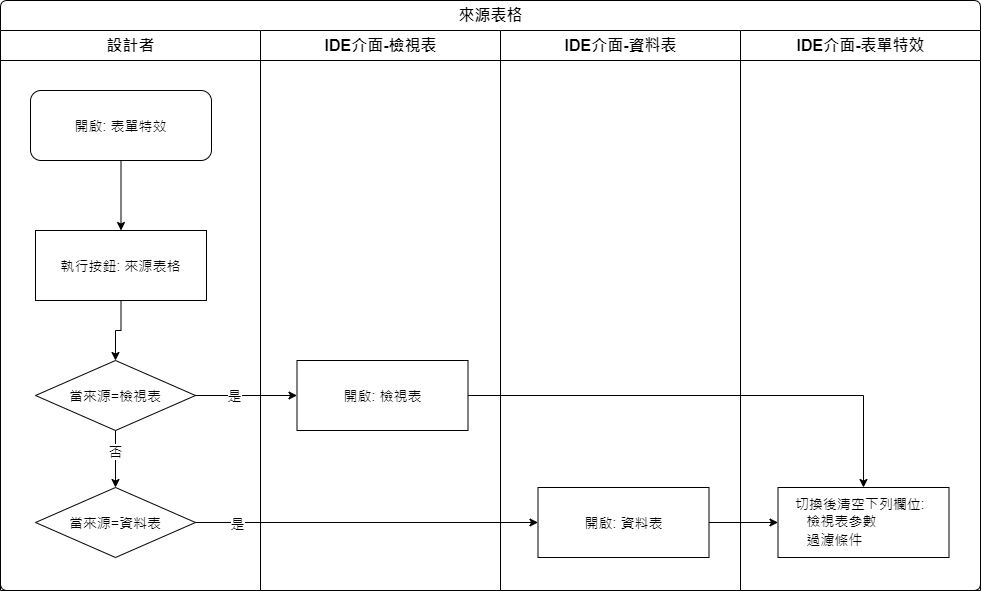 來源表格
設計者
IDE介面-檢視表
IDE介面-資料表
IDE介面-表單特效
開啟: 表單特效
執行按鈕: 來源表格
當來源=檢視表
是
開啟: 檢視表
否
當來源=資料表
是
開啟: 資料表
切換後清空下列欄位:
檢視表參數
過濾條件